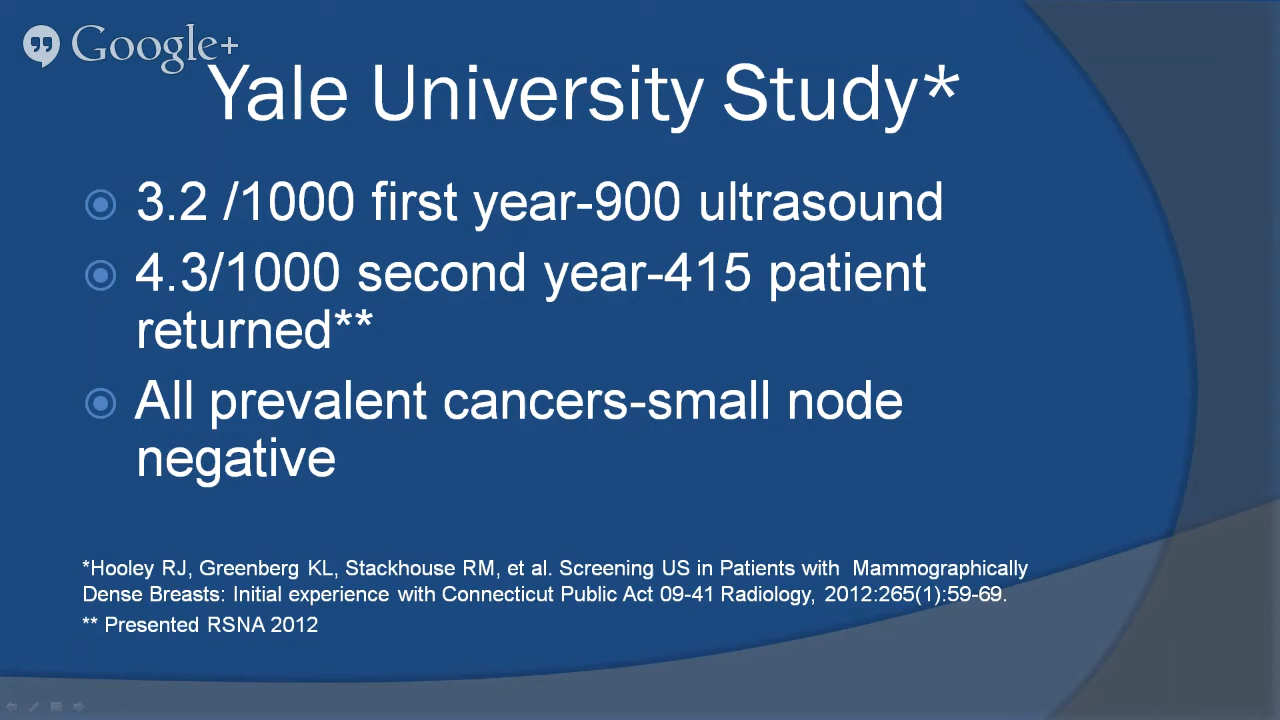 Google+
Yale University Study*
3.2 /1000 first year-900 ultrasound
4.3/1000 second year-415 patient
returned**
All prevalent cancers-small node
negative
*Hooley RJ, Greenberg KL, Stackhouse RM, et al. Screening US in Patients with Mammographically
Dense Breasts: Initial experience with Connecticut Public Act 09-41 Radiology, 2012:265(1):59-69.
** Presented RSNA 2012